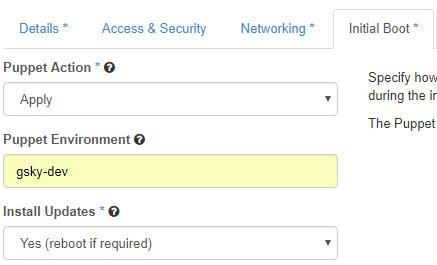 Details * Access & Security Networking * Initial Boot *
Puppet Action * ?
Specify how
Apply
during the in
The Puppet
Puppet Environment ?
gsky-dev
Install Updates * ?
Yes (reboot if required)